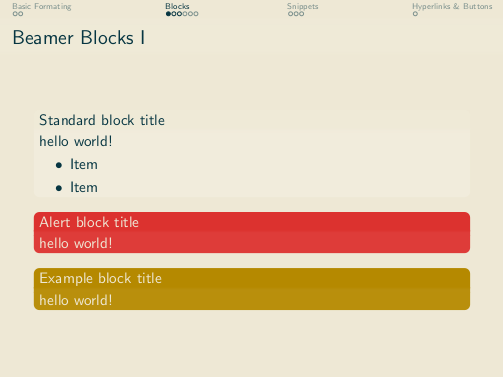 Basic Formating Blocks Snippets Hyperlinks & Buttons
Beamer Blocks I
Standard block title
hello world!
• Item
• Item
Alert block title
hello world!
Example block title
hello world!